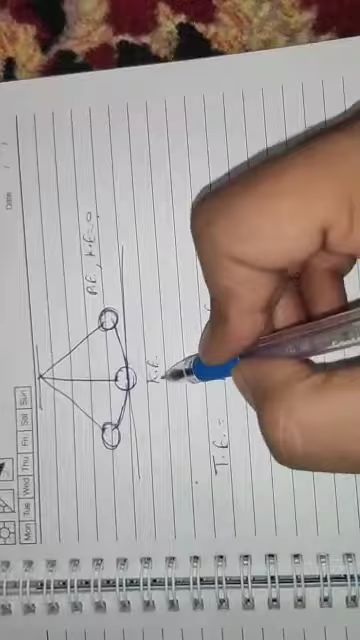 Date
Mon Tue Wed Thu Fri Sat Sun
P.E, K.E=0
K.E.
T.E. =